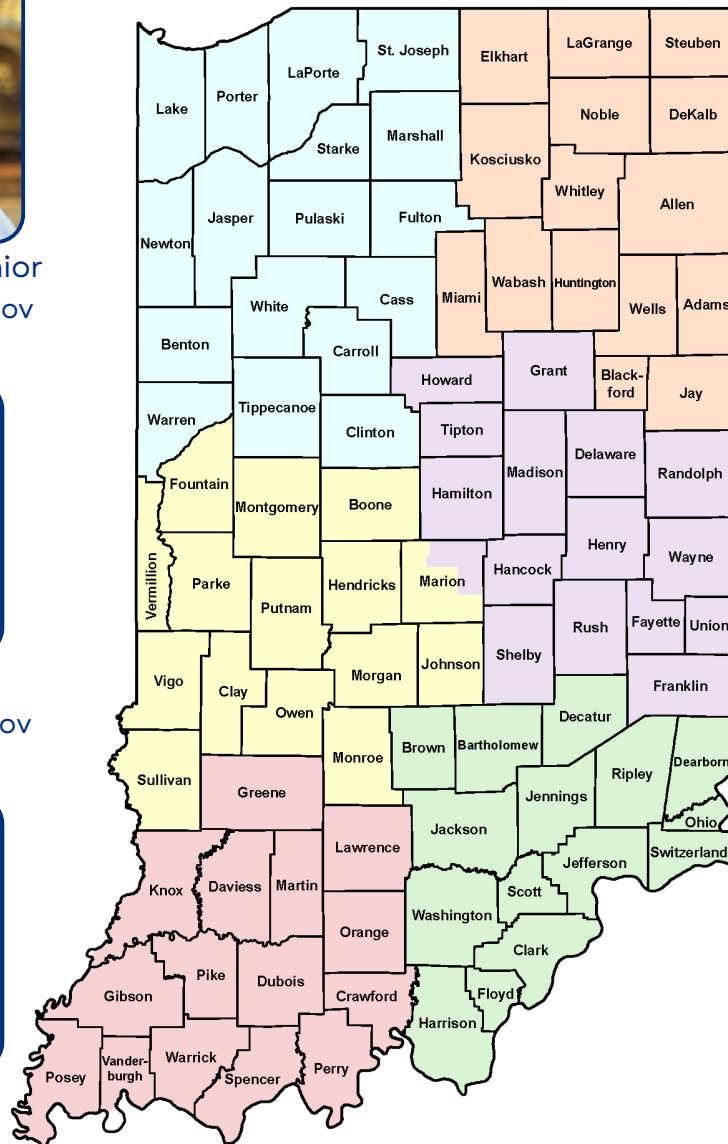 St. Joseph
Elkhart
LaGrange
Steuben
LaPorte
Lake
Porter
Noble
DeKalb
Starke
Marshall
Kosciusko
Whitley
Allen
Newton
Jasper
Pulaski
Fulton
nior
ov
White
Cass
Miami
Wabash
Huntington
Wells
Adams
Benton
Carroll
Howard
Grant
Black-
ford
Jay
Warren
Tippecanoe
Clinton
Tipton
Madison
Delaware
Randolph
Fountain
Montgomery
Boone
Hamilton
Vermillion
Parke
Putnam
Hendricks
Marion
Hancock
Henry
Wayne
Vigo
Clay
Owen
Morgan
Johnson
Shelby
Rush
Fayette
Union
Franklin
ov
Sullivan
Greene
Monroe
Brown
Bartholomew
Decatur
Jennings
Ripley
Dearborn
Ohio
Switzerland
Knox
Daviess
Martin
Lawrence
Jackson
Jefferson
Scott
Orange
Washington
Clark
Gibson
Pike
Dubois
Crawford
Harrison
Floyd
Posey
Vander-
burgh
Warrick
Spencer
Perry